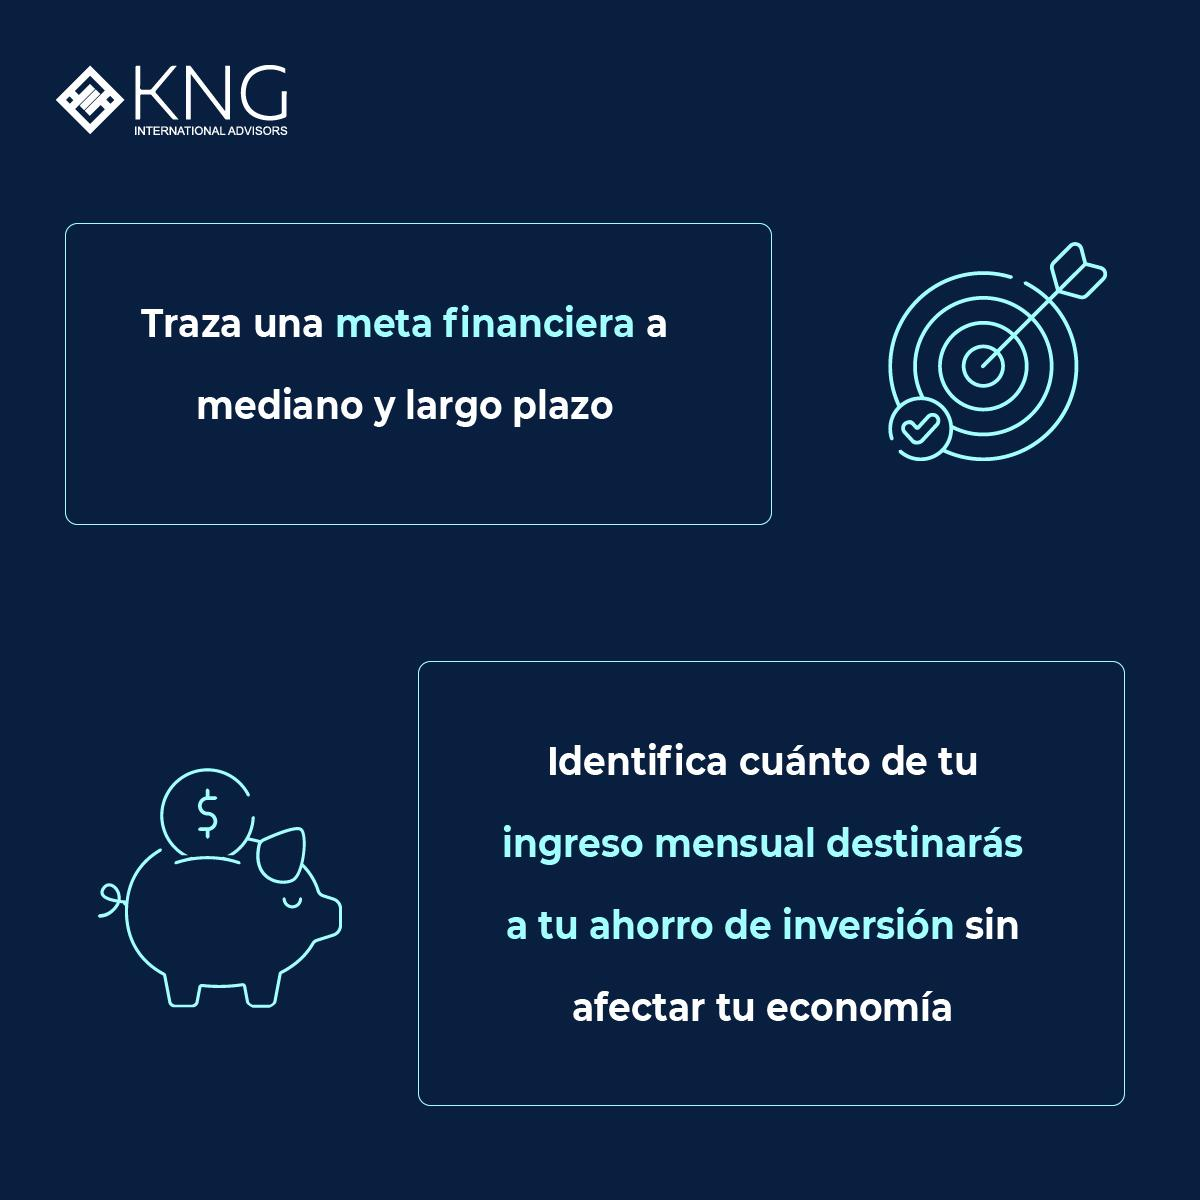 KNG
INTERNATIONAL ADVISORS
Traza una meta financiera a
mediano y largo plazo
$
Identifica cuánto de tu
ingreso mensual destinarás
a tu ahorro de inversión sin
afectar tu economía